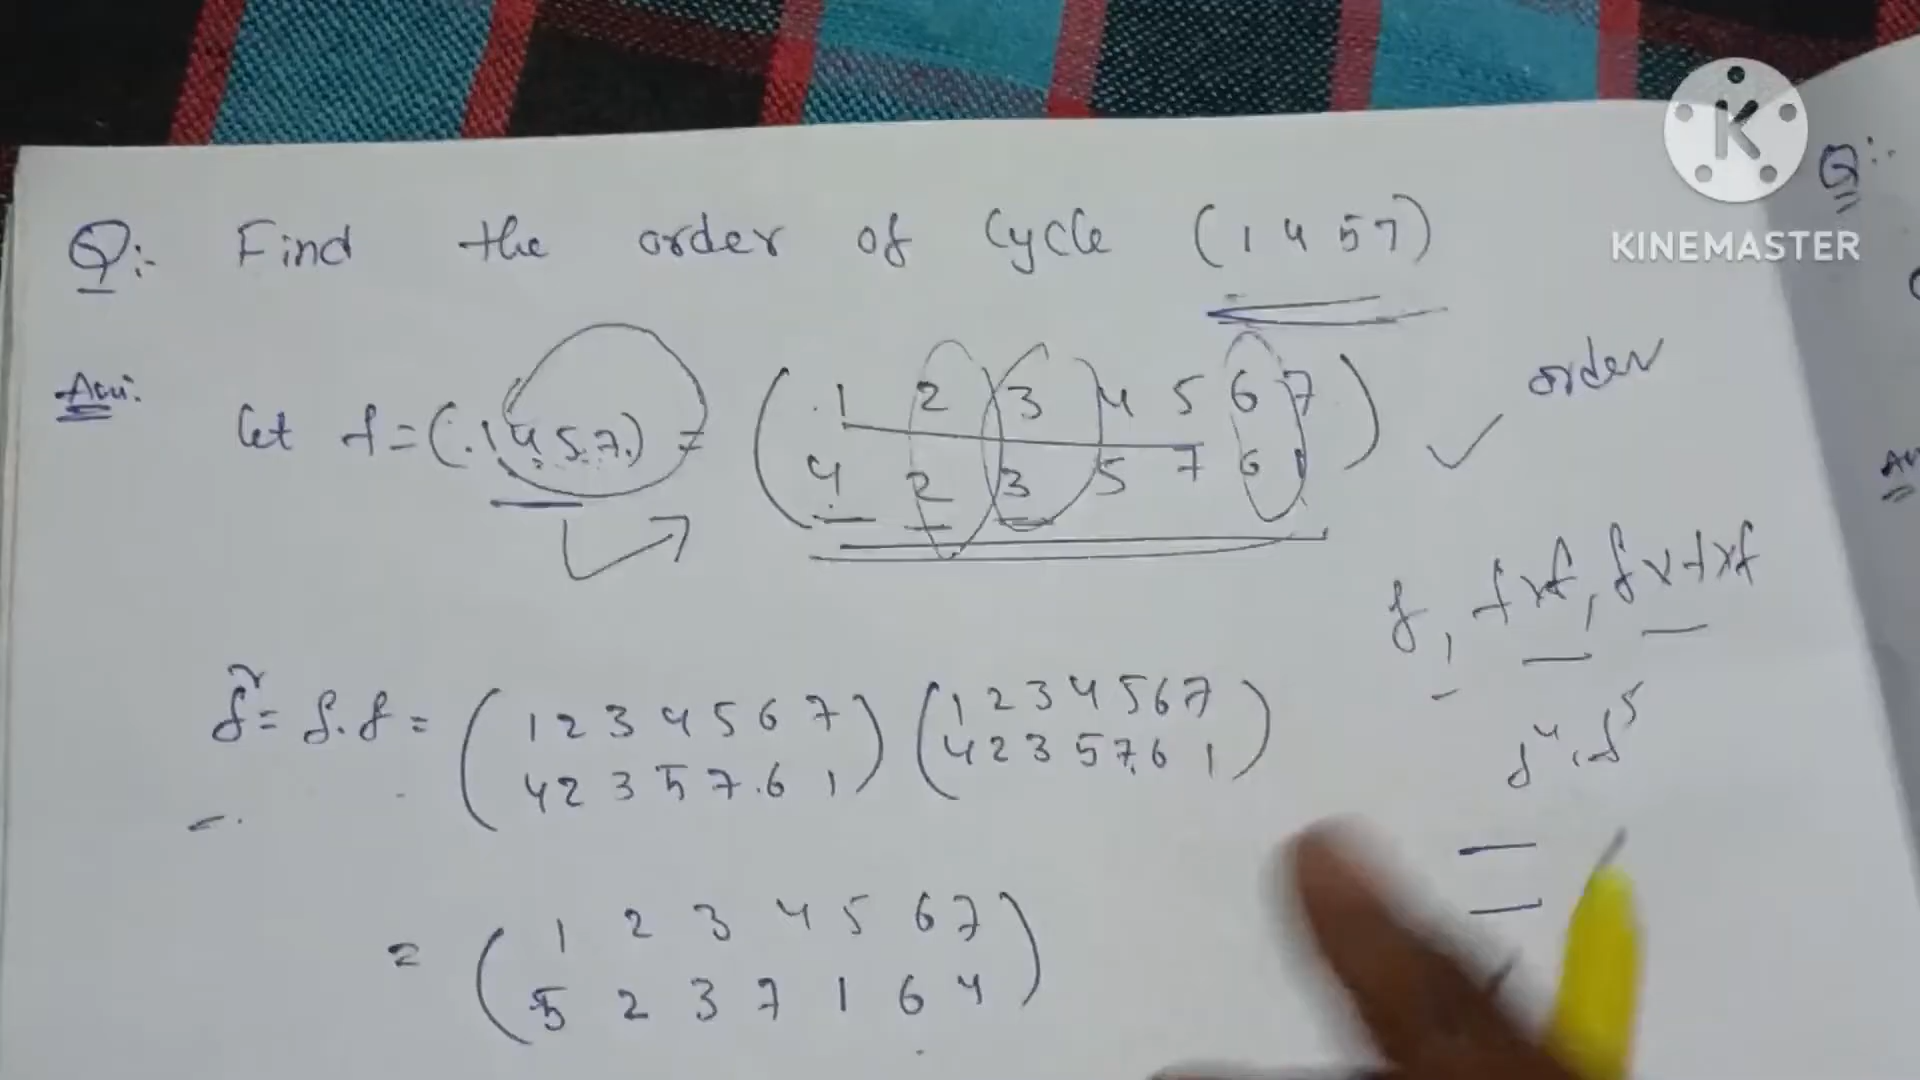 Q:- Find the order of cycle (1 4 5 7)
KINEMASTER
Q:-
Ans: Let f = (1 4 5 7) = ( 1 2 3 4 5 6 7 ) order
4 2 3 5 7 6 1
f, f×f, f×f×f
f² = f.f = ( 1 2 3 4 5 6 7 ) ( 1 2 3 4 5 6 7 )
4 2 3 5 7 6 1 4 2 3 5 7 6 1
f⁴, f⁵
= ( 1 2 3 4 5 6 7 )
5 2 3 7 1 6 4